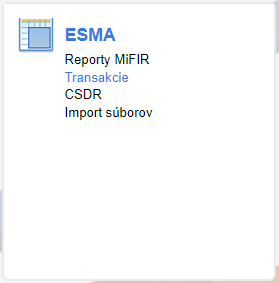 ESMA
Reporty MiFIR
Transakcie
CSDR
Import súborov